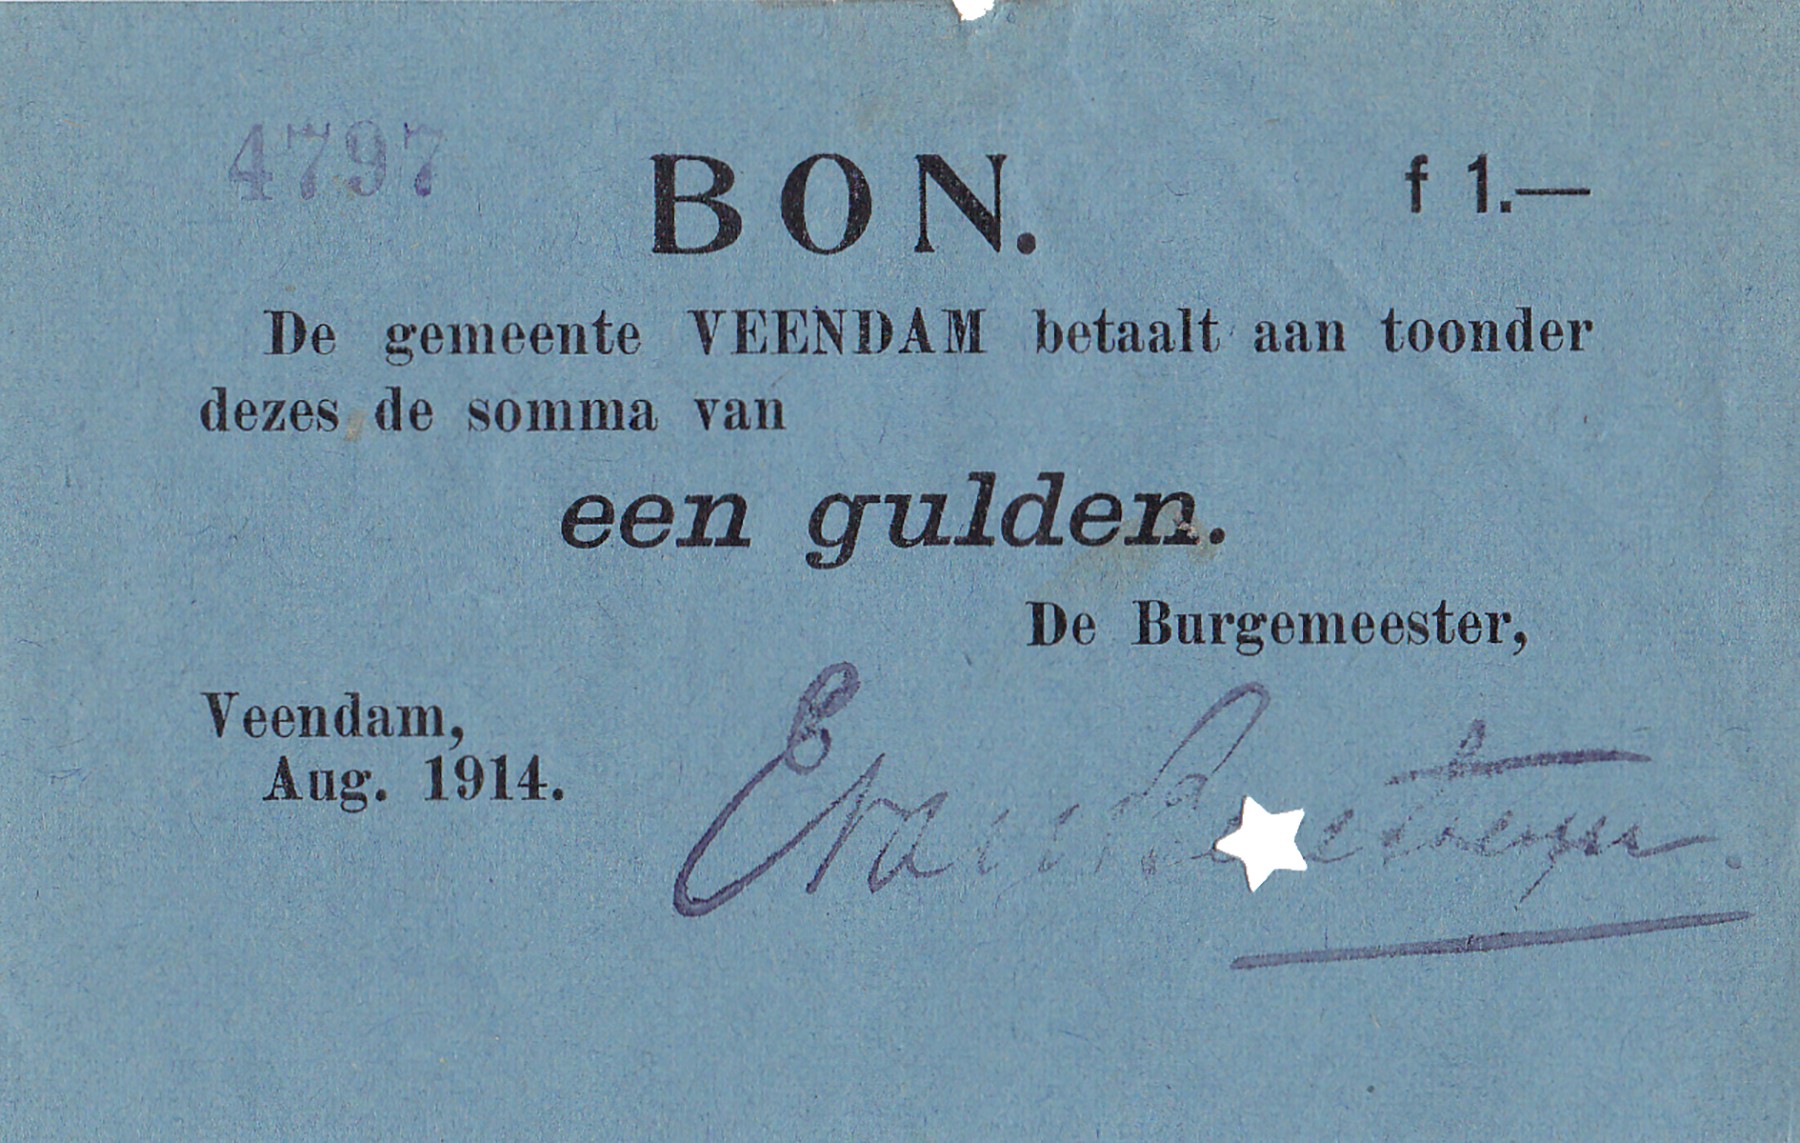 4797
BON.
f 1.—
De gemeente VEENDAM betaalt aan toonder
dezes de somma van
een gulden.
De Burgemeester,
Veendam,
Aug. 1914.